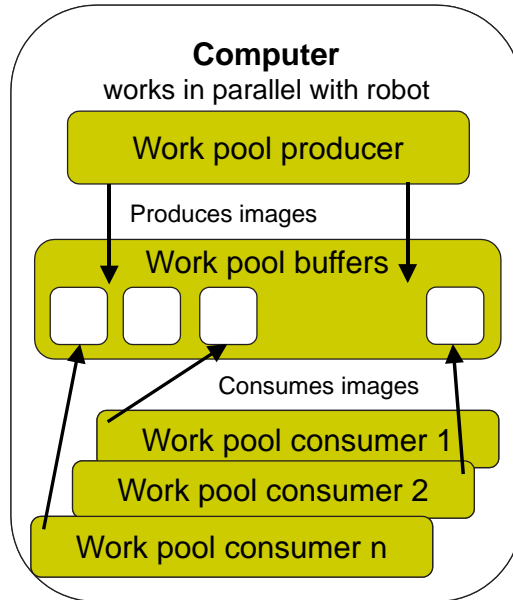 Computer
works in parallel with robot
Work pool producer
Produces images
Work pool buffers
Consumes images
Work pool consumer 1
Work pool consumer 2
Work pool consumer n